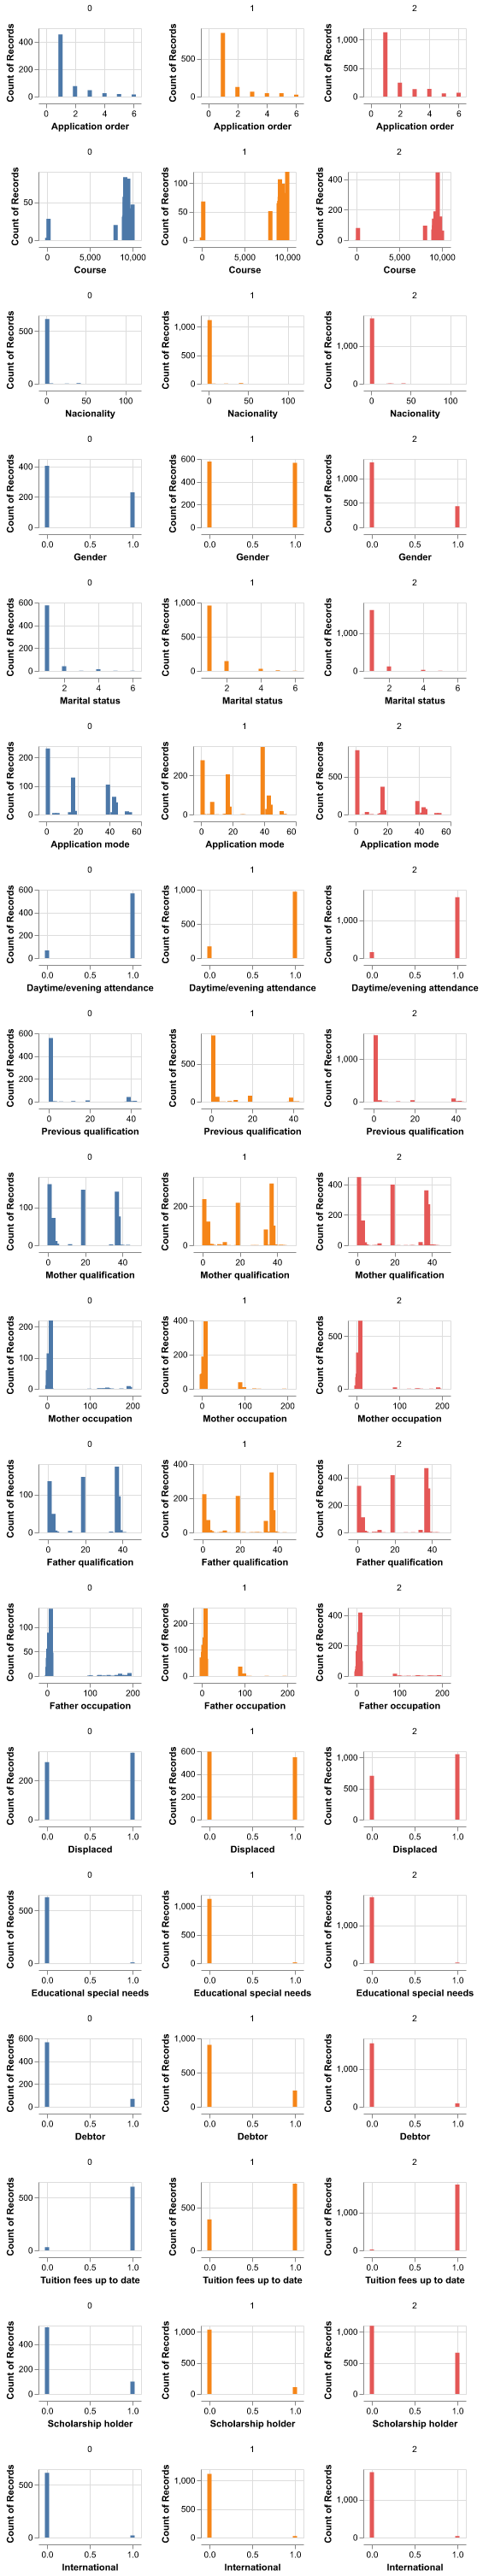 0 1 2
Count of Records 400 200 0 Count of Records 500 0 Count of Records 1,000 500 0
0 2 4 6 0 2 4 6 0 2 4 6
Application order Application order Application order
0 1 2
Count of Records 50 0 Count of Records 100 50 0 Count of Records 400 200 0
0 5,000 10,000 0 5,000 10,000 0 5,000 10,000
Course Course Course
0 1 2
Count of Records 500 0 Count of Records 1,000 500 0 Count of Records 1,000 0
0 50 100 0 50 100 0 50 100
Nacionality Nacionality Nacionality
0 1 2
Count of Records 400 200 0 Count of Records 600 400 200 0 Count of Records 1,000 500 0
0.0 0.5 1.0 0.0 0.5 1.0 0.0 0.5 1.0
Gender Gender Gender
0 1 2
Count of Records 600 400 200 0 Count of Records 1,000 500 0 Count of Records 1,000 0
2 4 6 2 4 6 2 4 6
Marital status Marital status Marital status
0 1 2
Count of Records 200 100 0 Count of Records 200 0 Count of Records 500 0
0 20 40 60 0 20 40 60 0 20 40 60
Application mode Application mode Application mode
0 1 2
Count of Records 600 400 200 0 Count of Records 1,000 500 0 Count of Records 1,000 0
0.0 0.5 1.0 0.0 0.5 1.0 0.0 0.5 1.0
Daytime/evening attendance Daytime/evening attendance Daytime/evening attendance
0 1 2
Count of Records 600 400 200 0 Count of Records 500 0 Count of Records 1,000 0
0 20 40 0 20 40 0 20 40
Previous qualification Previous qualification Previous qualification
0 1 2
Count of Records 100 0 Count of Records 200 0 Count of Records 400 200 0
0 20 40 0 20 40 0 20 40
Mother qualification Mother qualification Mother qualification
0 1 2
Count of Records 200 100 0 Count of Records 400 200 0 Count of Records 500 0
0 100 200 0 100 200 0 100 200
Mother occupation Mother occupation Mother occupation
0 1 2
Count of Records 100 0 Count of Records 400 200 0 Count of Records 400 200 0
0 20 40 0 20 40 0 20 40
Father qualification Father qualification Father qualification
0 1 2
Count of Records 100 50 0 Count of Records 200 100 0 Count of Records 400 200 0
0 100 200 0 100 200 0 100 200
Father occupation Father occupation Father occupation
0 1 2
Count of Records 200 0 Count of Records 600 400 200 0 Count of Records 1,000 500 0
0.0 0.5 1.0 0.0 0.5 1.0 0.0 0.5 1.0
Displaced Displaced Displaced
0 1 2
Count of Records 500 0 Count of Records 1,000 500 0 Count of Records 1,000 0
0.0 0.5 1.0 0.0 0.5 1.0 0.0 0.5 1.0
Educational special needs Educational special needs Educational special needs
0 1 2
Count of Records 600 400 200 0 Count of Records 1,000 500 0 Count of Records 1,000 0
0.0 0.5 1.0 0.0 0.5 1.0 0.0 0.5 1.0
Debtor Debtor Debtor
0 1 2
Count of Records 500 0 Count of Records 500 0 Count of Records 1,000 0
0.0 0.5 1.0 0.0 0.5 1.0 0.0 0.5 1.0
Tuition fees up to date Tuition fees up to date Tuition fees up to date
0 1 2
Count of Records 400 200 0 Count of Records 1,000 500 0 Count of Records 1,000 500 0
0.0 0.5 1.0 0.0 0.5 1.0 0.0 0.5 1.0
Scholarship holder Scholarship holder Scholarship holder
0 1 2
Count of Records 500 0 Count of Records 1,000 500 0 Count of Records 1,000 0
0.0 0.5 1.0 0.0 0.5 1.0 0.0 0.5 1.0
International International International